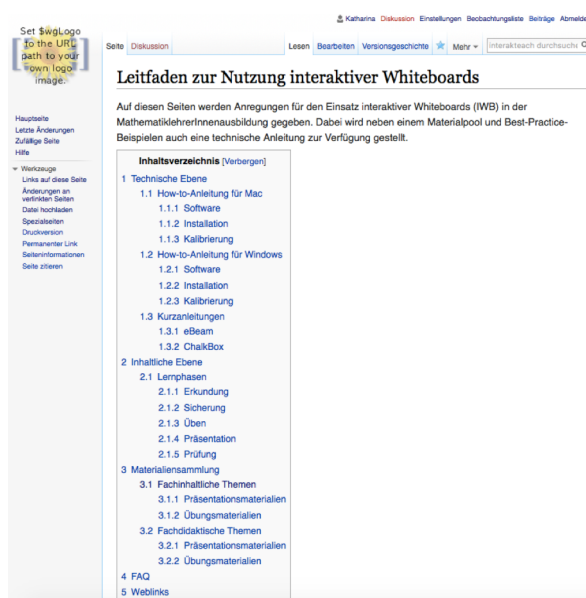 Set $wgLogo
to the URL
path to your
own logo
image.
Katharina Diskussion Einstellungen Beobachtungsliste Beiträge Abmelde
Seite Diskussion
Lesen Bearbeiten Versionsgeschichte Mehr interakteach durchsuche
Leitfaden zur Nutzung interaktiver Whiteboards
Auf diesen Seiten werden Anregungen für den Einsatz interaktiver Whiteboards (IWB) in der
MathematiklehrerInnenausbildung gegeben. Dabei wird neben einem Materialpool und Best-Practice-
Beispielen auch eine technische Anleitung zur Verfügung gestellt.
Hauptseite
Letzte Änderungen
Zufällige Seite
Hilfe
Werkzeuge
Links auf diese Seite
Änderungen an
verlinkten Seiten
Datei hochladen
Spezialseiten
Druckversion
Permanenter Link
Seiteninformationen
Seite zitieren
Inhaltsverzeichnis [Verbergen]
1 Technische Ebene
1.1 How-to-Anleitung für Mac
1.1.1 Software
1.1.2 Installation
1.1.3 Kalibrierung
1.2 How-to-Anleitung für Windows
1.2.1 Software
1.2.2 Installation
1.2.3 Kalibrierung
1.3 Kurzanleitungen
1.3.1 eBeam
1.3.2 ChalkBox
2 Inhaltliche Ebene
2.1 Lernphasen
2.1.1 Erkundung
2.1.2 Sicherung
2.1.3 Üben
2.1.4 Präsentation
2.1.5 Prüfung
3 Materialiensammlung
3.1 Fachinhaltliche Themen
3.1.1 Präsentationsmaterialien
3.1.2 Übungsmaterialien
3.2 Fachdidaktische Themen
3.2.1 Präsentationsmaterialien
3.2.2 Übungsmaterialien
4 FAQ
5 Weblinks